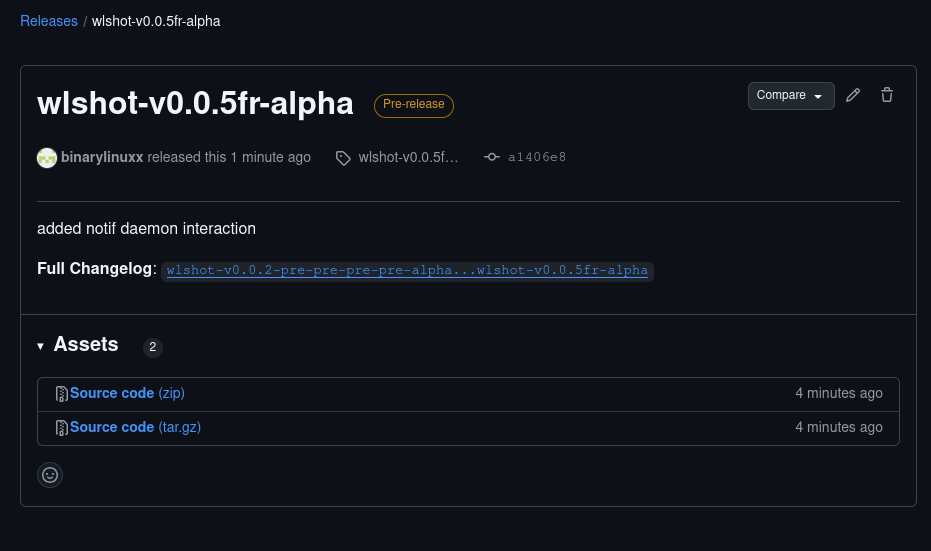 Releases / wlshot-v0.0.5fr-alpha
wlshot-v0.0.5fr-alpha Pre-release Compare
binarylinuxx released this 1 minute ago wlshot-v0.0.5f… a1406e8
added notif daemon interaction
Full Changelog: wlshot-v0.0.2-pre-pre-pre-pre-alpha...wlshot-v0.0.5fr-alpha
Assets 2
Source code (zip) 4 minutes ago
Source code (tar.gz) 4 minutes ago